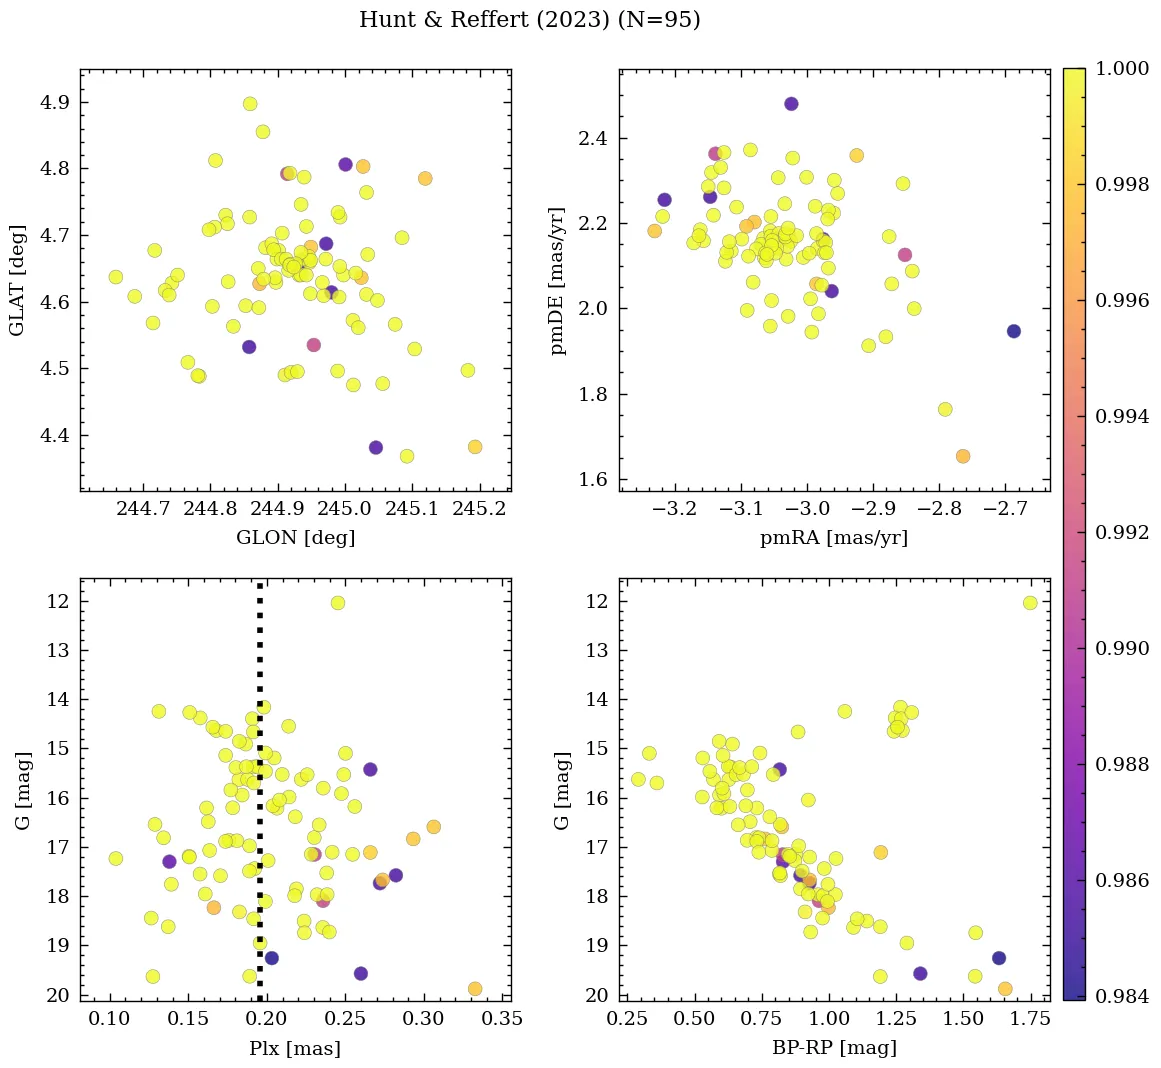 Hunt & Reffert (2023) (N=95)
4.9
4.8
4.7
4.6
4.5
4.4
GLAT [deg]
244.7 244.8 244.9 245.0 245.1 245.2
GLON [deg]
2.4
2.2
2.0
1.8
1.6
pmDE [mas/yr]
−3.2 −3.1 −3.0 −2.9 −2.8 −2.7
pmRA [mas/yr]
12
13
14
15
16
17
18
19
20
G [mag]
0.10 0.15 0.20 0.25 0.30 0.35
Plx [mas]
12
13
14
15
16
17
18
19
20
G [mag]
0.25 0.50 0.75 1.00 1.25 1.50 1.75
BP-RP [mag]
1.000
0.998
0.996
0.994
0.992
0.990
0.988
0.986
0.984